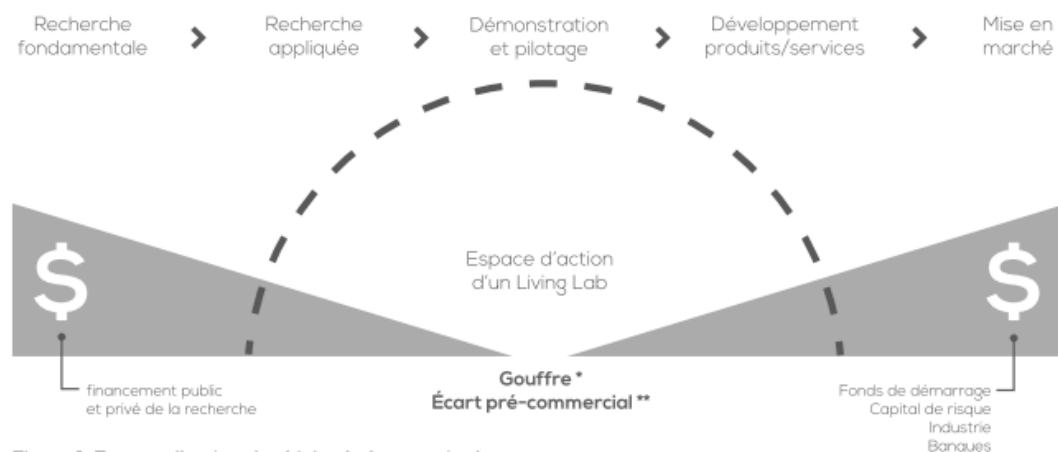 Recherche
fondamentale
Recherche
appliquée
Démonstration
et pilotage
Développement
produits/services
Mise en
marché
Espace d'action
d'un Living Lab
$
$
financement public
et privé de la recherche
Gouffre *
Écart pré-commercial **
Fonds de démarrage
Capital de risque
Industrie
Banques